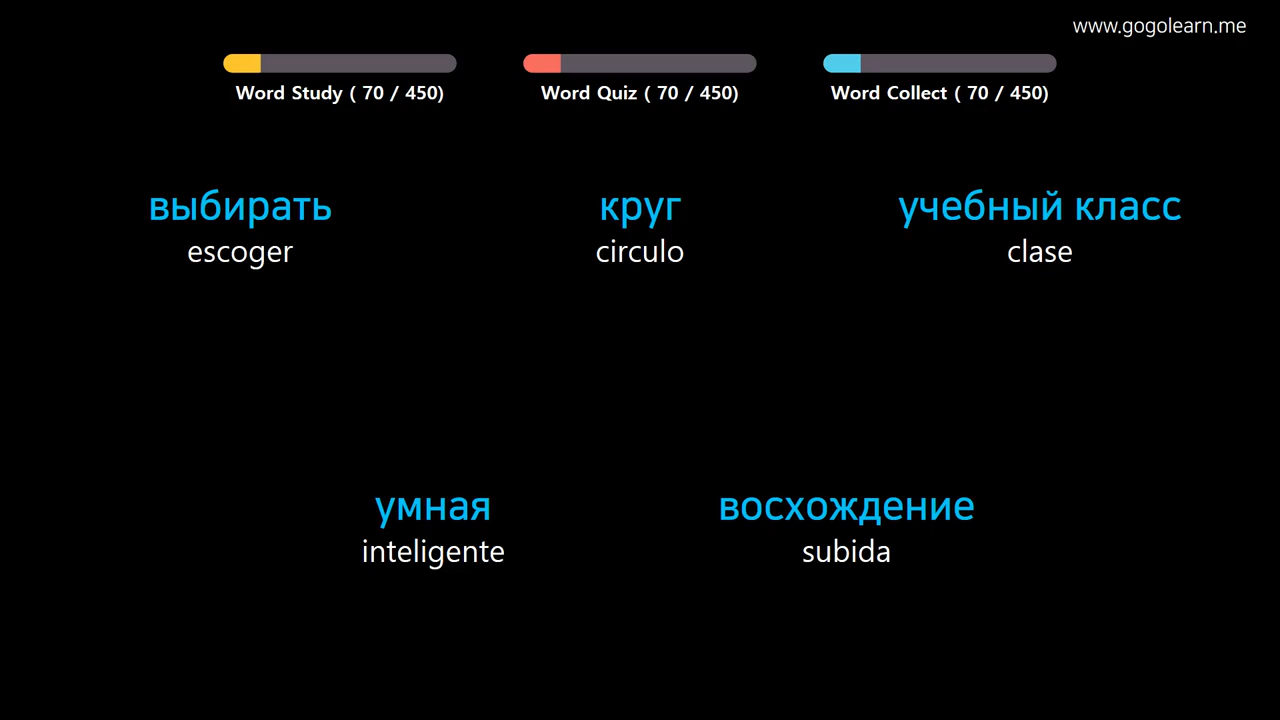 www.gogolearn.me
Word Study ( 70 / 450)
Word Quiz ( 70 / 450)
Word Collect ( 70 / 450)
выбирать
escoger
круг
circulo
учебный класс
clase
умная
inteligente
восхождение
subida